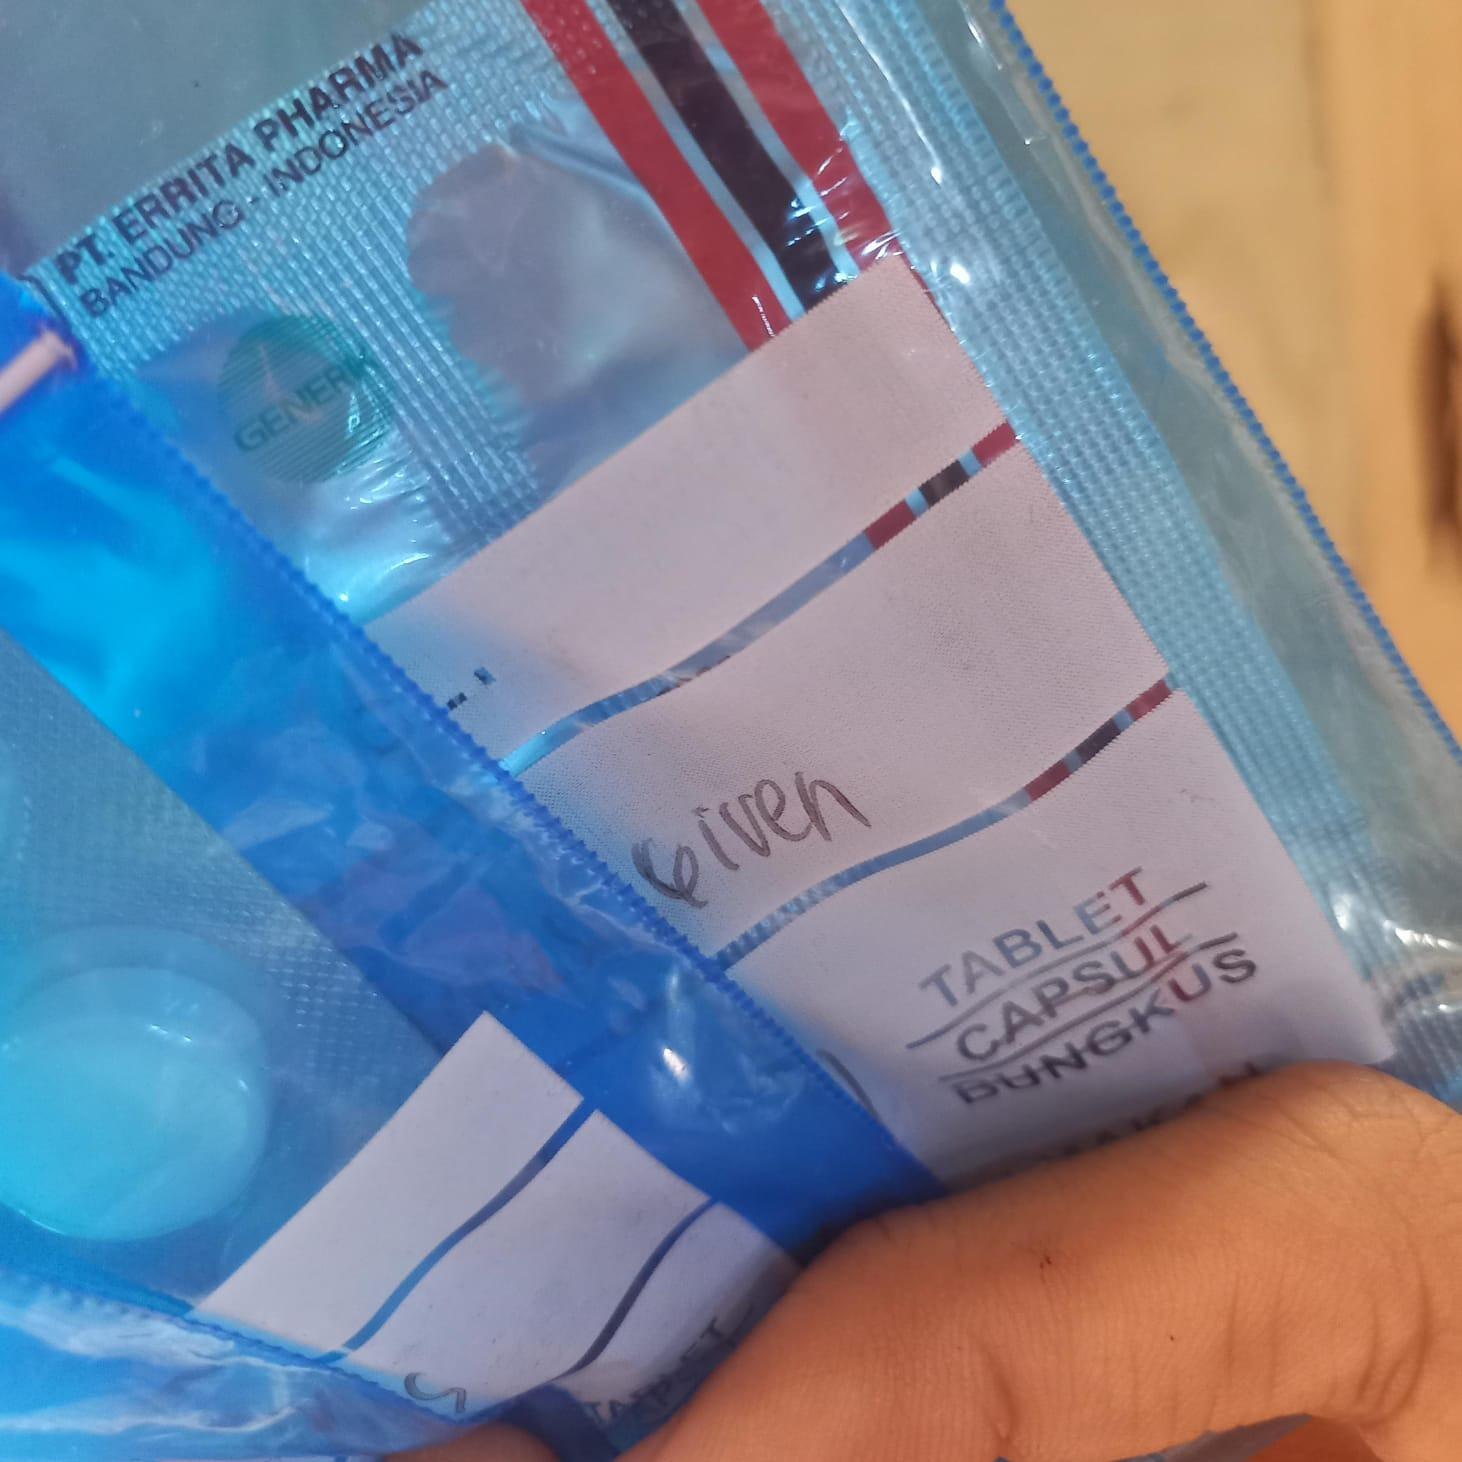 PT. ERRITA PHARMA
BANDUNG - INDONESIA
GENERIK
Given
TABLET
CAPSUL
BUNGKUS